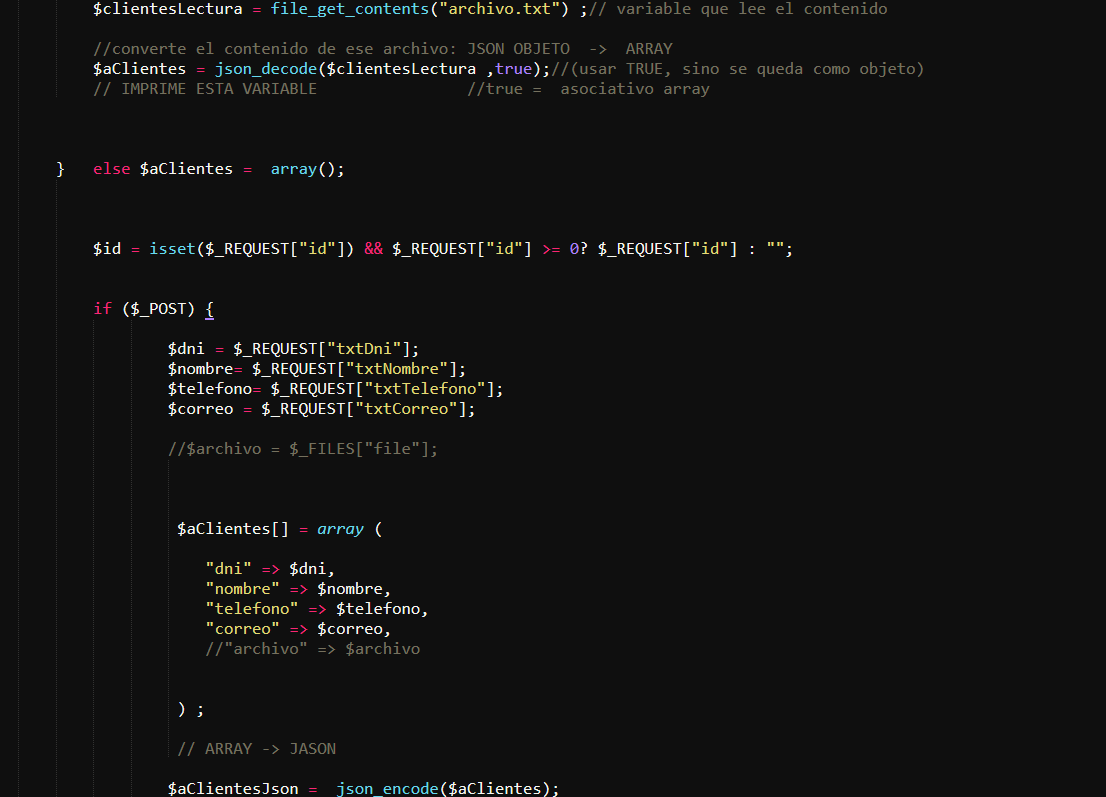 $clientesLectura = file_get_contents("archivo.txt") ;// variable que lee el contenido
//converte el contenido de ese archivo: JSON OBJETO  ->  ARRAY
$aClientes = json_decode($clientesLectura ,true);//(usar TRUE, sino se queda como objeto)
// IMPRIME ESTA VARIABLE                //true =  asociativo array
}   else $aClientes =  array();
$id = isset($_REQUEST["id"]) && $_REQUEST["id"] >= 0? $_REQUEST["id"] : "";
if ($_POST) {
$dni = $_REQUEST["txtDni"];
$nombre= $_REQUEST["txtNombre"];
$telefono= $_REQUEST["txtTelefono"];
$correo = $_REQUEST["txtCorreo"];
//$archivo = $_FILES["file"];
$aClientes[] = array (
"dni" => $dni,
"nombre" => $nombre,
"telefono" => $telefono,
"correo" => $correo,
//"archivo" => $archivo
) ;
// ARRAY -> JASON
$aClientesJson =  json_encode($aClientes);